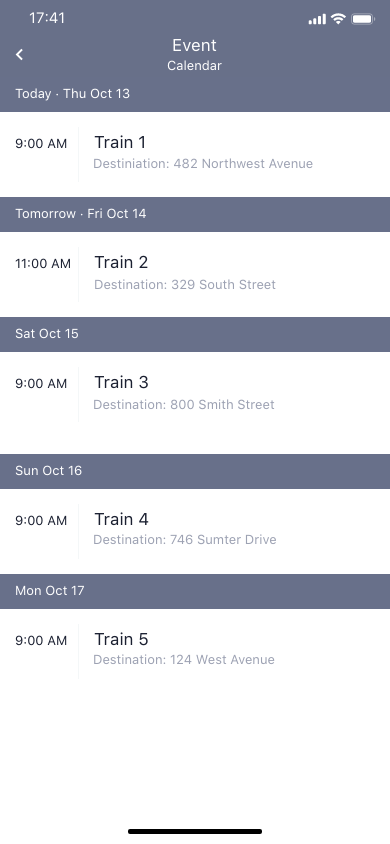 17:41
Event
Calendar
Today · Thu Oct 13
9:00 AM
Train 1
Destiniation: 482 Northwest Avenue
Tomorrow · Fri Oct 14
11:00 AM
Train 2
Destination: 329 South Street
Sat Oct 15
9:00 AM
Train 3
Destination: 800 Smith Street
Sun Oct 16
9:00 AM
Train 4
Destination: 746 Sumter Drive
Mon Oct 17
9:00 AM
Train 5
Destination: 124 West Avenue